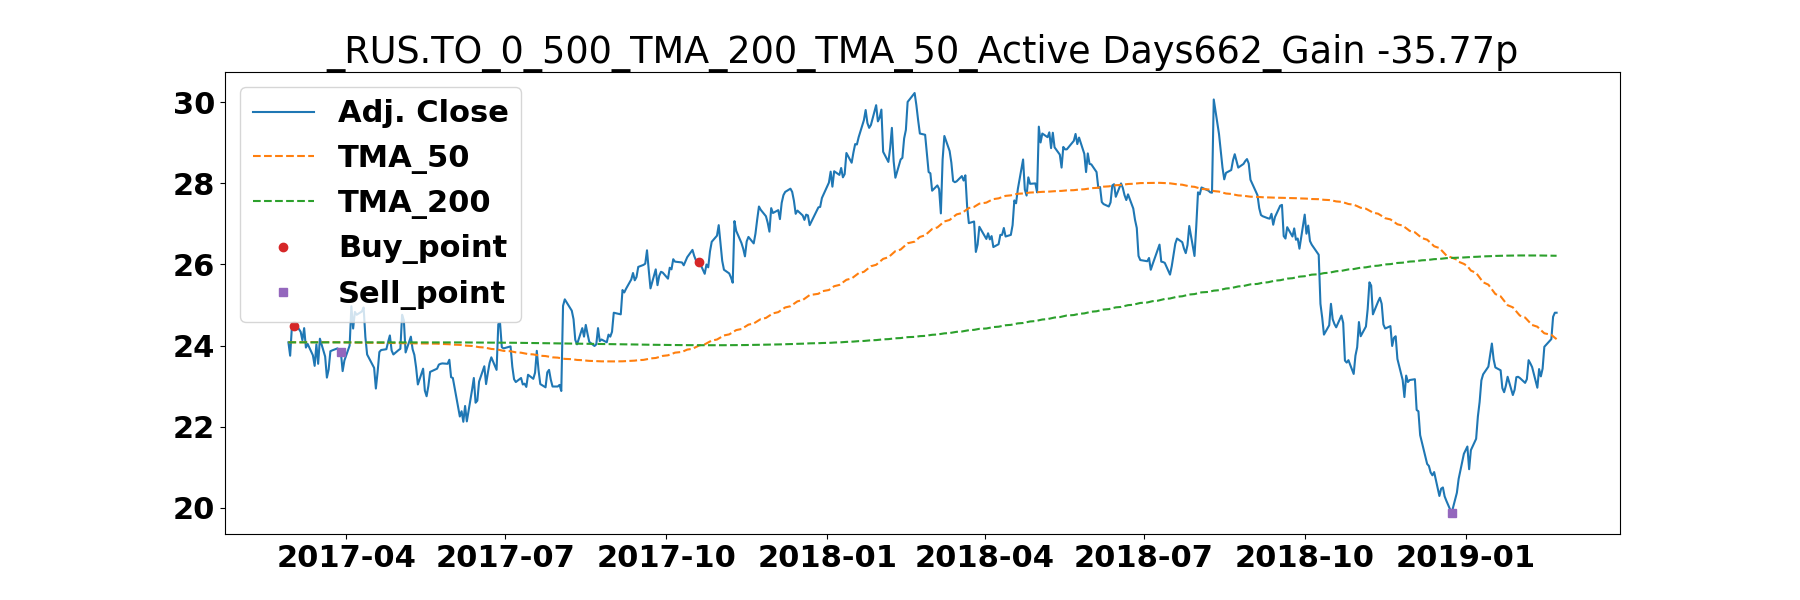 _RUS.TO_0_500_TMA_200_TMA_50_Active Days662_Gain -35.77p
30
28
26
24
22
20
Adj. Close
TMA_50
TMA_200
Buy_point
Sell_point
2017-04 2017-07 2017-10 2018-01 2018-04 2018-07 2018-10 2019-01